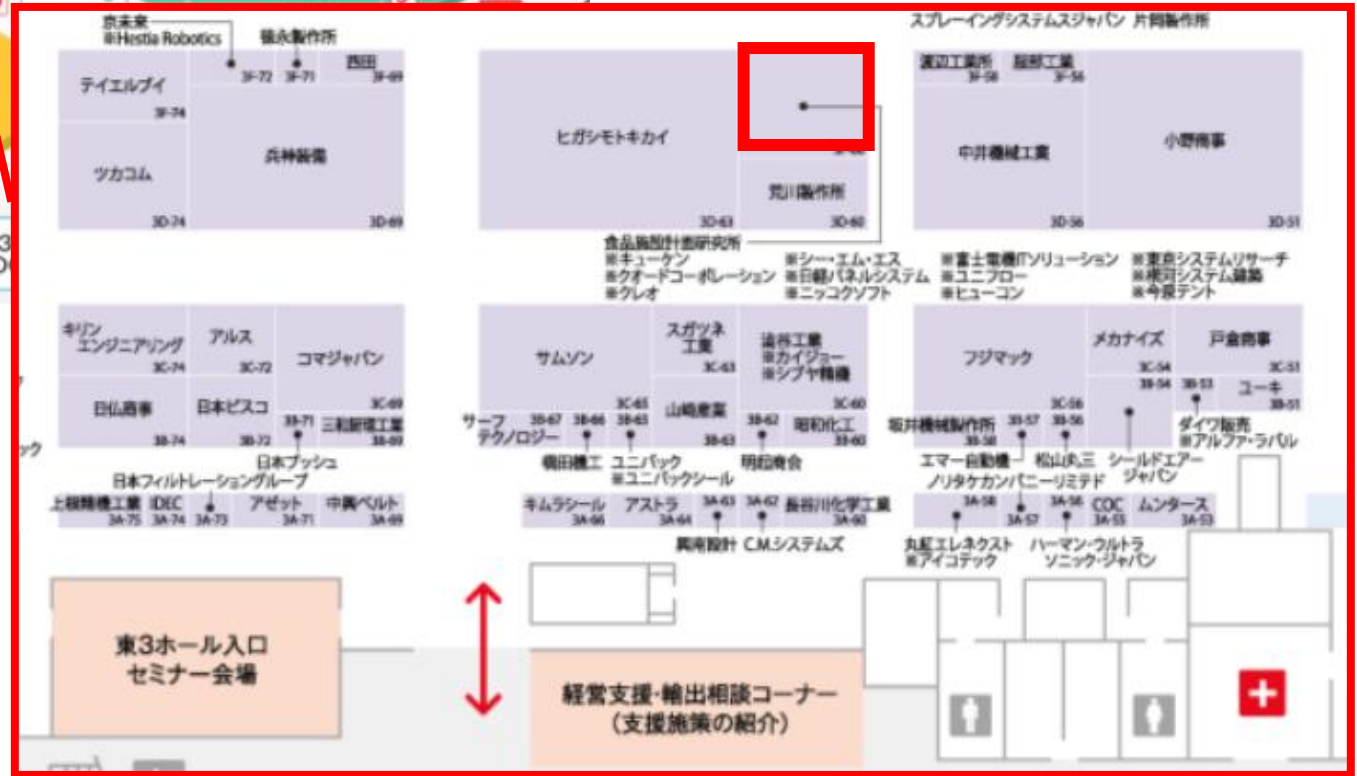 京未来
※Hestia Robotics
スプレーイングシステムスジャパン 片岡製作所
3F-72 3F-71
西田
3F-69
テイエルブイ
3F-74
兵神装備
3D-69
ツカコム
3D-74
ヒガシモトキカイ
3D-63
荒川製作所
3D-60
渡辺工業所
3F-58
服部工業
3F-56
中井機械工業
3D-56
小野商事
3D-51
食品施設計画研究所
※キューケン
※クオードコーポレーション
※クレオ
※シー・エム・エス
※日軽パネルシステム
※ニッコクソフト
※富士電機ITソリューション
※ユニフロー
※ヒューコン
※東京システムリサーチ
※横河システム建築
※今原テント
キリン
エンジニアリング
3C-74
アルス
3C-72
コマジャパン
3C-69
日仏商事
3B-74
日本ピスコ
3B-72
3B-71
三和厨理工業
3B-69
日本プッシュ
サムソン
3C-65
スガツネ
工業
3C-63
澁谷工業
※カイジョー
※シブヤ精機
3C-60
サーフ
テクノロジー
3B-67 3B-66 3B-65
山崎産業
3B-63
3B-62
昭和化工
3B-60
橋田機工
ユニパック
※ユニパックシール
明超商会
フジマック
3C-56
メカナイズ
3C-54
戸倉商事
3C-51
3B-54 3B-53
ユーキ
3B-51
坂井機械製作所
3B-58
3B-57 3B-56
ダイワ販売
※アルファ・ラバル
エマー自動機
松山丸三
シールドエアー
ジャパン
日本フィルトレーショングループ
上模精機工業
3A-75
IDEC
3A-74
3A-73
アゼット
3A-71
中興ベルト
3A-69
キムラシール
3A-66
アストラ
3A-64
3A-63 3A-62
長谷川化学工業
3A-60
興南設計
C.M.システムズ
ノリタケカンパニーリミテド
3A-58
3A-57
3A-56
COC
3A-55
ムンタース
3A-53
丸紅エレネクスト
※アイコテック
ハーマン・ウルトラ
ソニック・ジャパン
東3ホール入口
セミナー会場
経営支援・輸出相談コーナー
(支援施策の紹介)